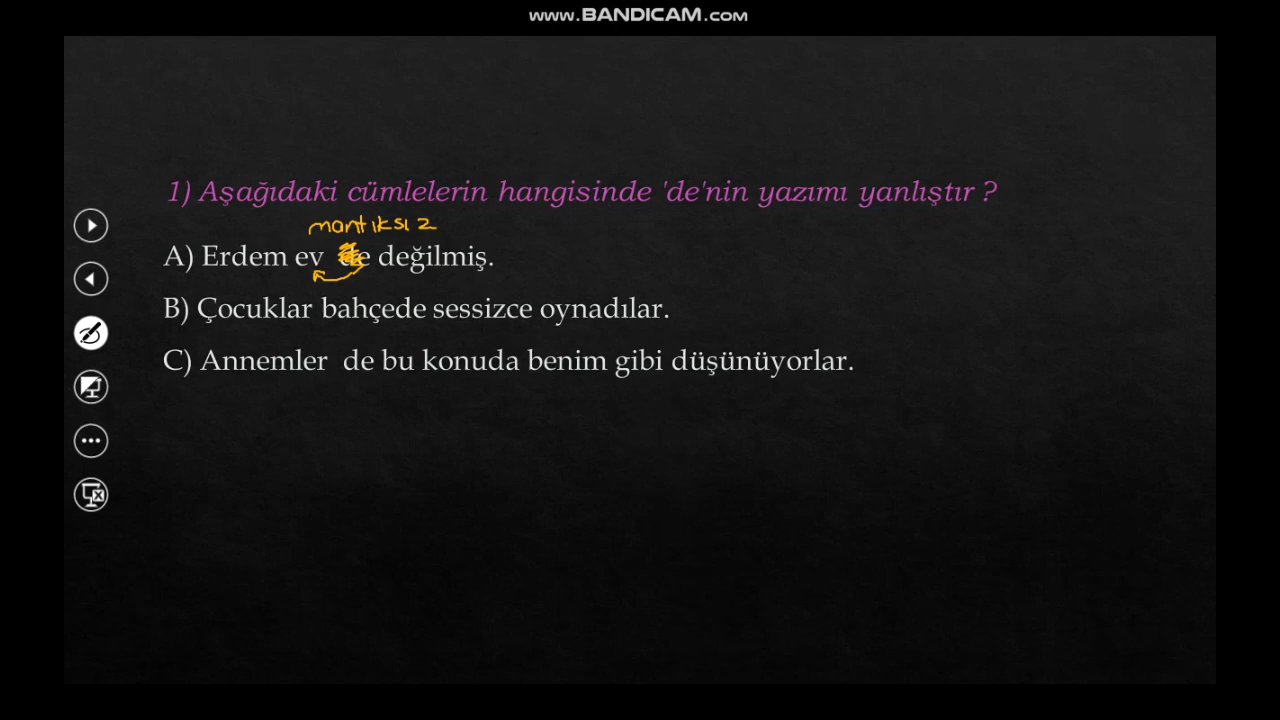 www.BANDICAM.com
1) Aşağıdaki cümlelerin hangisinde 'de'nin yazımı yanlıştır ?
mantıksız
A) Erdem ev de değilmiş.
B) Çocuklar bahçede sessizce oynadılar.
C) Annemler de bu konuda benim gibi düşünüyorlar.